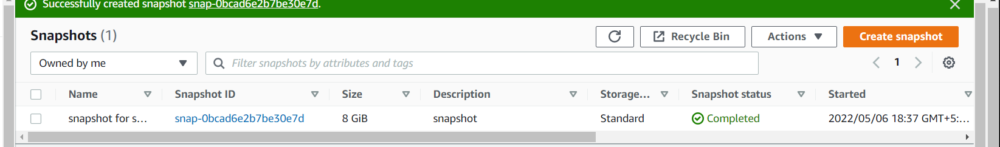 Successfully created snapshot snap-0bcad6e2b7be30e7d.
Snapshots (1)
Recycle Bin
Actions
Create snapshot
Owned by me
Filter snapshots by attributes and tags
1
Name Snapshot ID Size Description Storage... Snapshot status Started
snapshot for s... snap-0bcad6e2b7be30e7d 8 GiB snapshot Standard Completed 2022/05/06 18:37 GMT+5:...